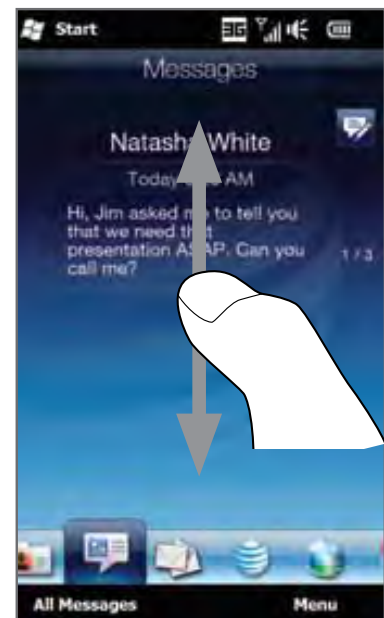 Start
3G
Messages
Natasha White
Today AM
Hi, Jim asked me to tell you
that we need that
presentation ASAP. Can you
call me?
1 / 3
All Messages
Menu